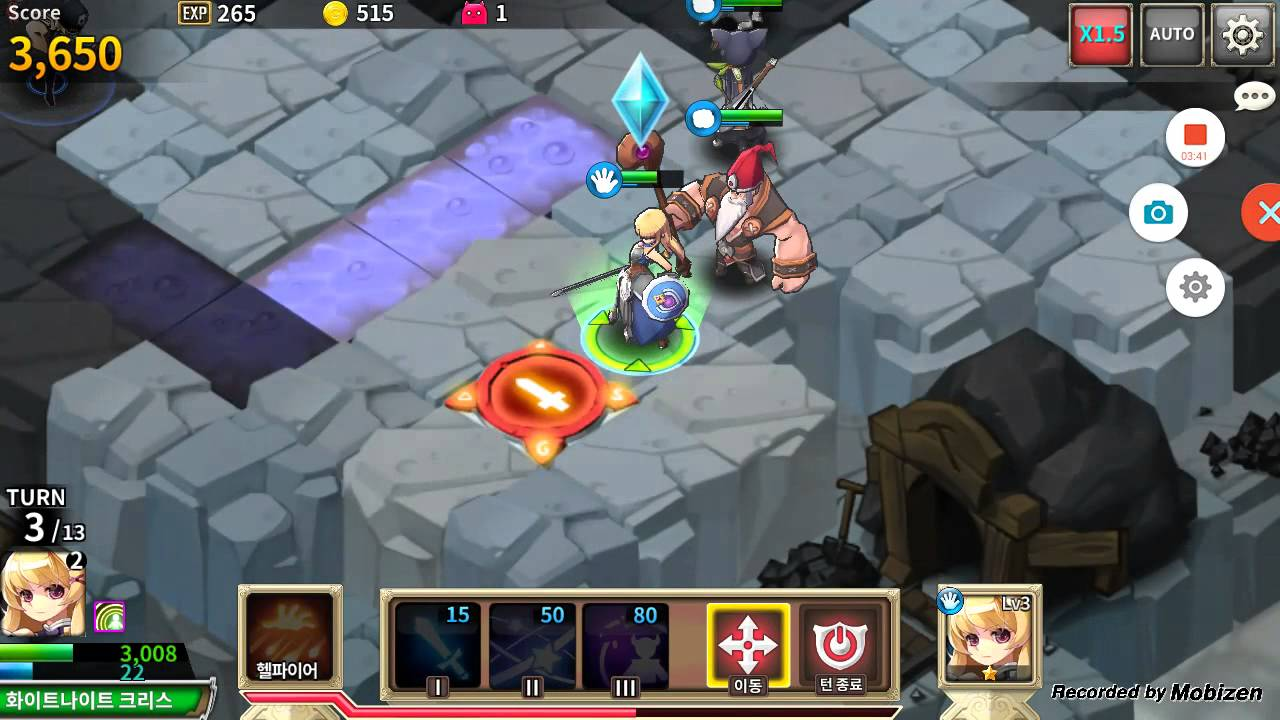 Score
3,650
EXP 265
515
1
X1.5
AUTO
03:41
TURN
3/13
2
3,008
22
화이트나이트 크리스
헬파이어
15
50
80
I
II
III
이동
턴 종료
Lv3
Recorded by Mobizen